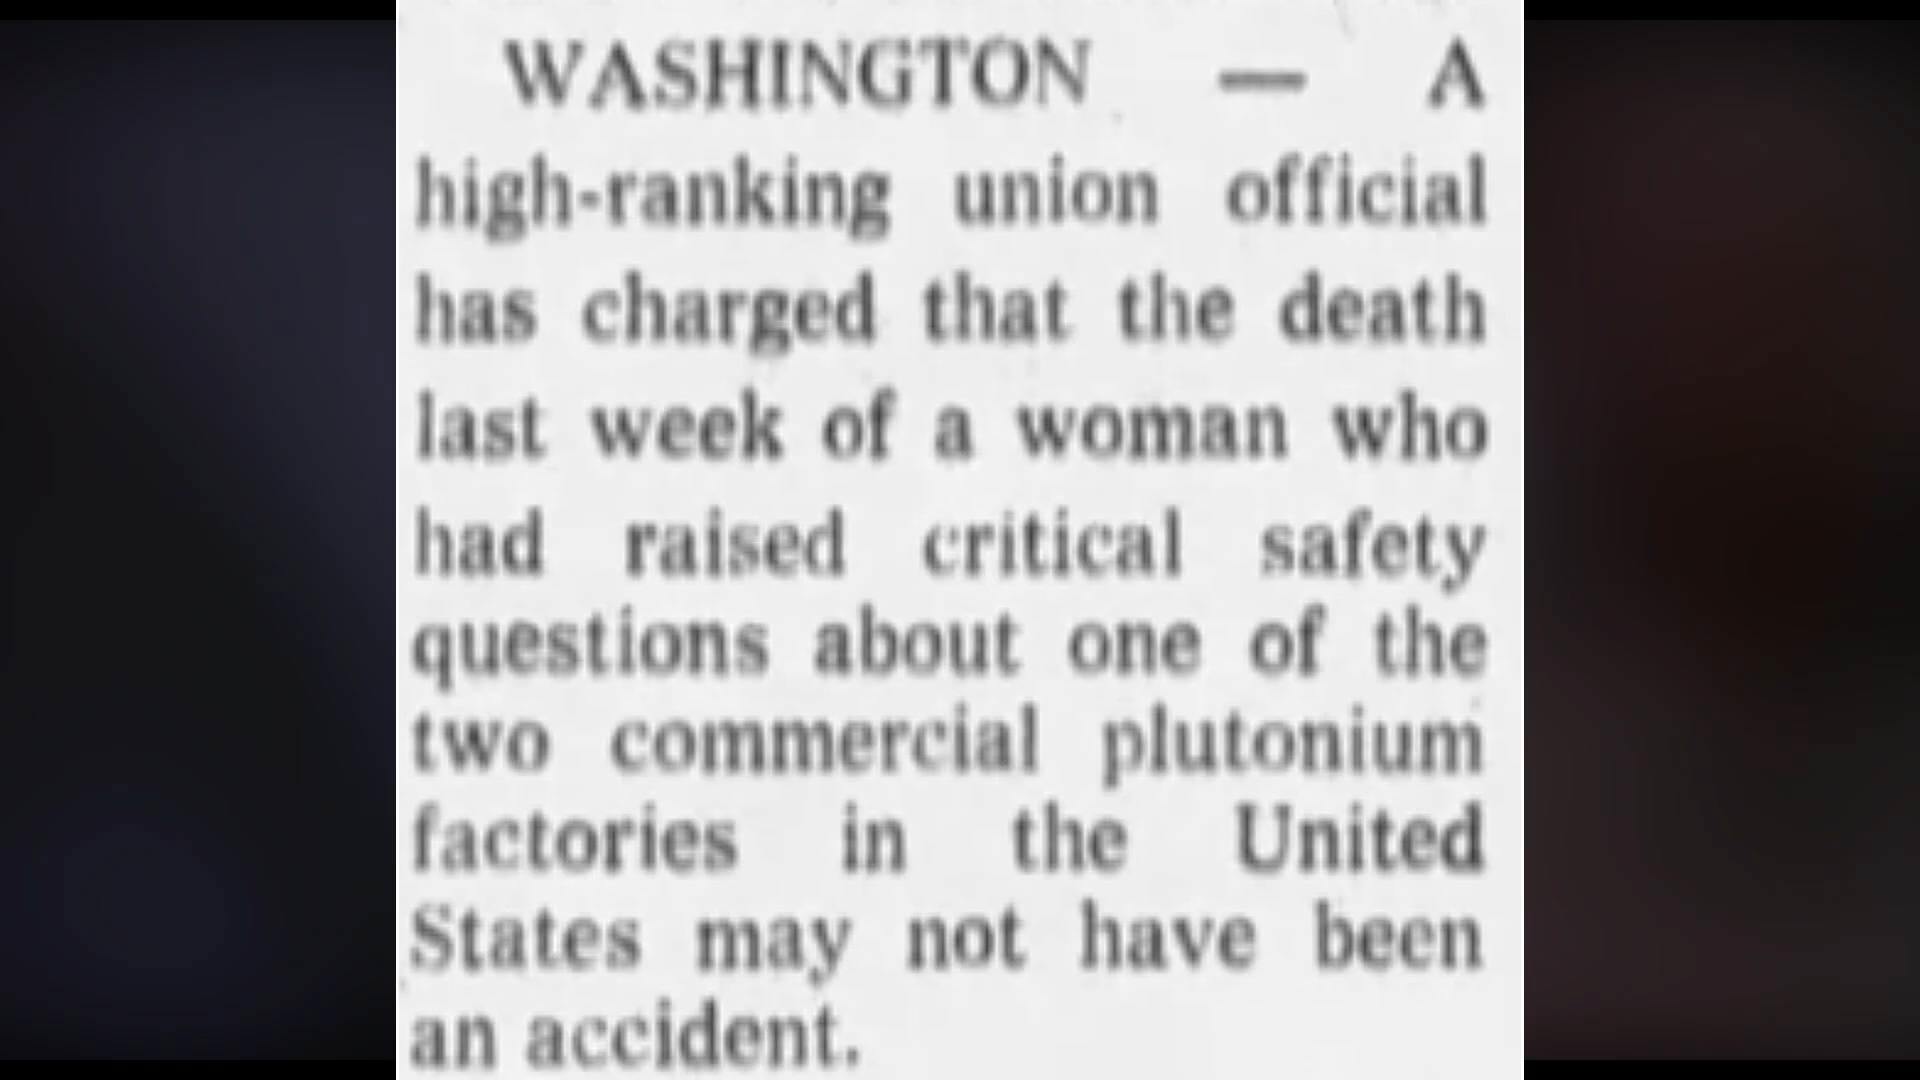 WASHINGTON — A
high-ranking union official
has charged that the death
last week of a woman who
had raised critical safety
questions about one of the
two commercial plutonium
factories in the United
States may not have been
an accident.